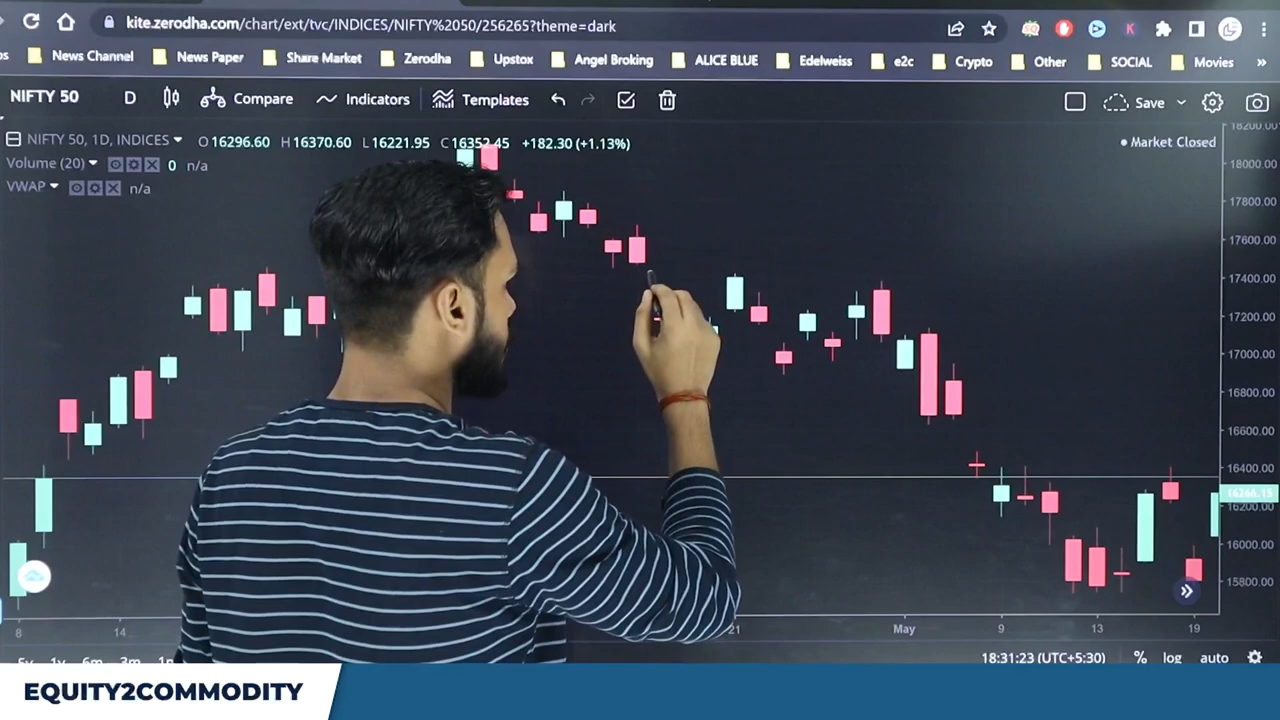 kite.zerodha.com/chart/ext/tvc/INDICES/NIFTY%2050/256265?theme=dark
News Channel News Paper Share Market Zerodha Upstox Angel Broking ALICE BLUE Edelweiss e2c Crypto Other SOCIAL Movies »
NIFTY 50 D Compare Indicators Templates Save
NIFTY 50, 1D, INDICES O16296.60 H16370.60 L16221.95 C16352.45 +182.30 (+1.13%) Market Closed
Volume (20) 0 n/a
VWAP n/a
18200.00
18000.00
17800.00
17600.00
17400.00
17200.00
17000.00
16800.00
16600.00
16400.00
16266.15
16200.00
16000.00
15800.00
8 14 21 May 9 13 19
5y 1y 6m 3m 18:31:23 (UTC+5:30) % log auto
EQUITY2COMMODITY